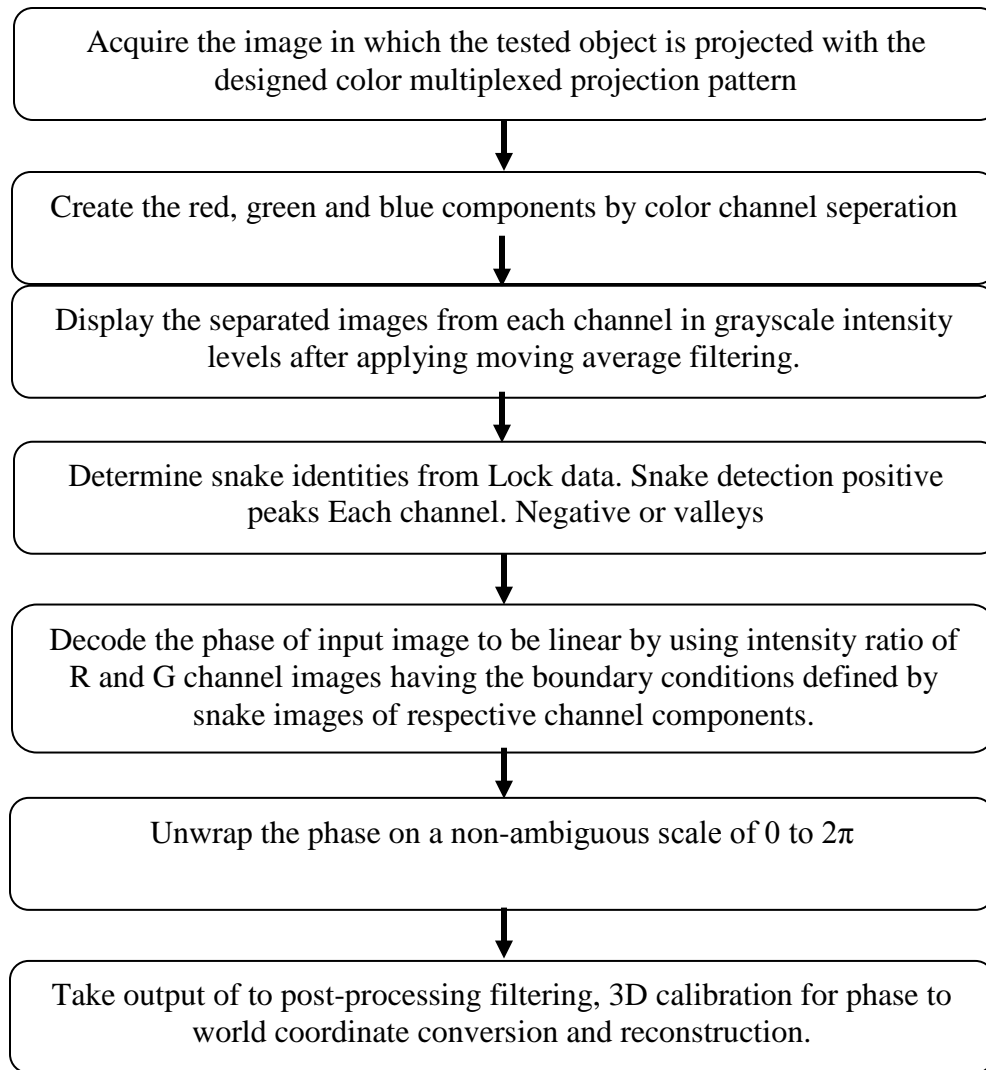 Acquire the image in which the tested object is projected with the
designed color multiplexed projection pattern
Create the red, green and blue components by color channel seperation
Display the separated images from each channel in grayscale intensity
levels after applying moving average filtering.
Determine snake identities from Lock data. Snake detection positive
peaks Each channel. Negative or valleys
Decode the phase of input image to be linear by using intensity ratio of
R and G channel images having the boundary conditions defined by
snake images of respective channel components.
Unwrap the phase on a non-ambiguous scale of 0 to 2π
Take output of to post-processing filtering, 3D calibration for phase to
world coordinate conversion and reconstruction.